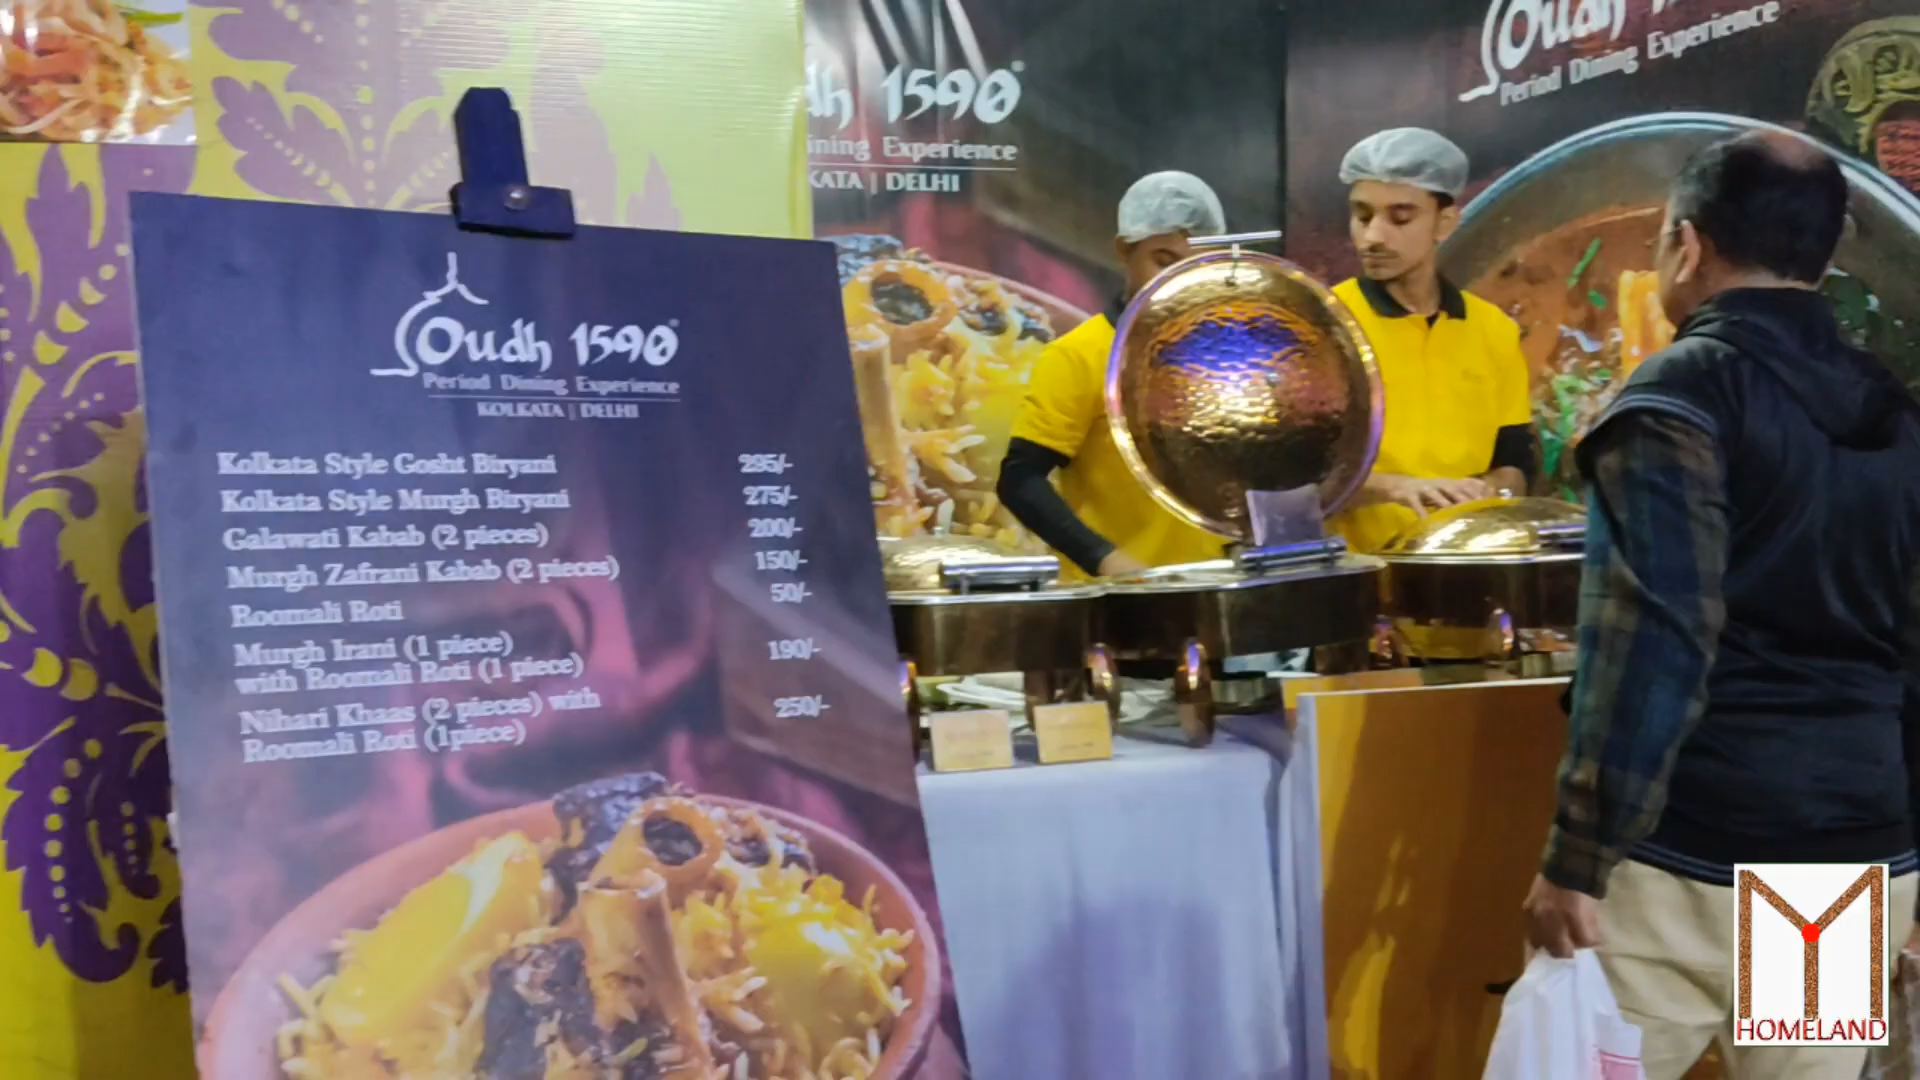 Oudh 1590
Period Dining Experience
KOLKATA | DELHI
Kolkata Style Gosht Biryani 295/-
Kolkata Style Murgh Biryani 275/-
Galawati Kabab (2 pieces) 200/-
Murgh Zafrani Kabab (2 pieces) 150/-
Roomali Roti 50/-
Murgh Irani (1 piece)
with Roomali Roti (1 piece) 190/-
Nihari Khaas (2 pieces) with
Roomali Roti (1piece) 250/-
dh 1590
ining Experience
KATA | DELHI
Oudh 1
Period Dining Experience
HOMELAND